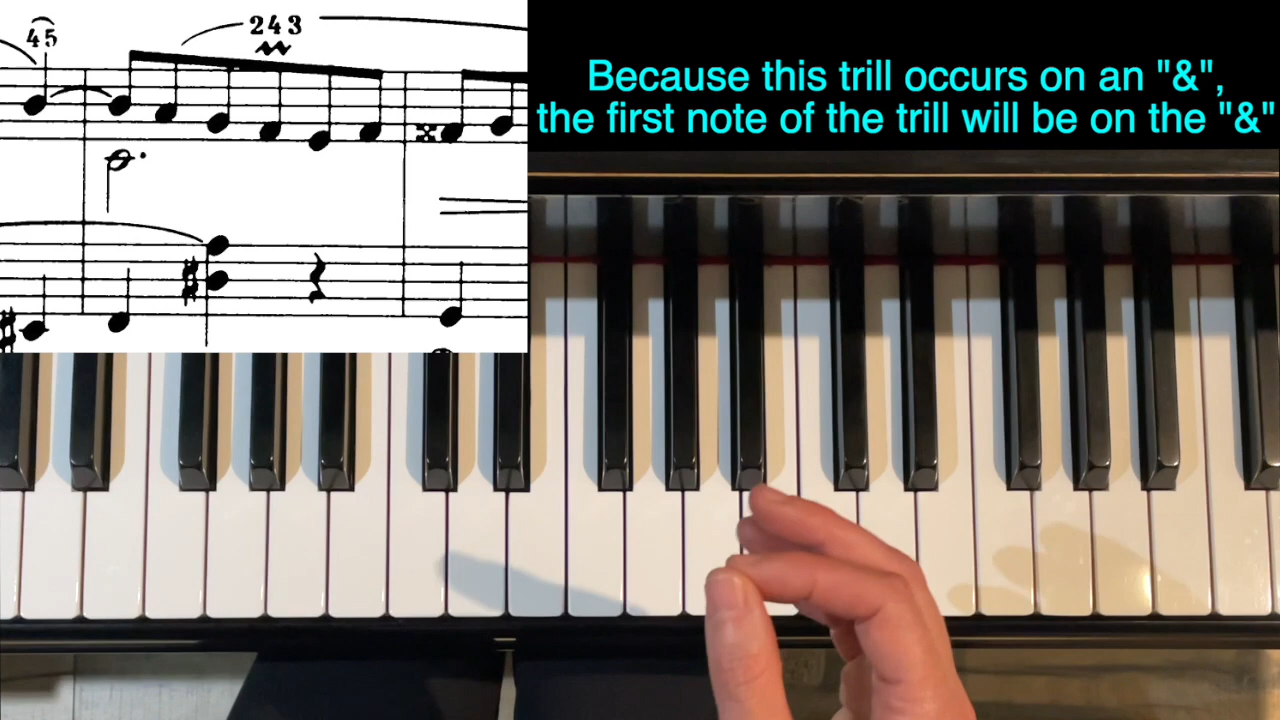 45
243
Because this trill occurs on an "&",
the first note of the trill will be on the "&"